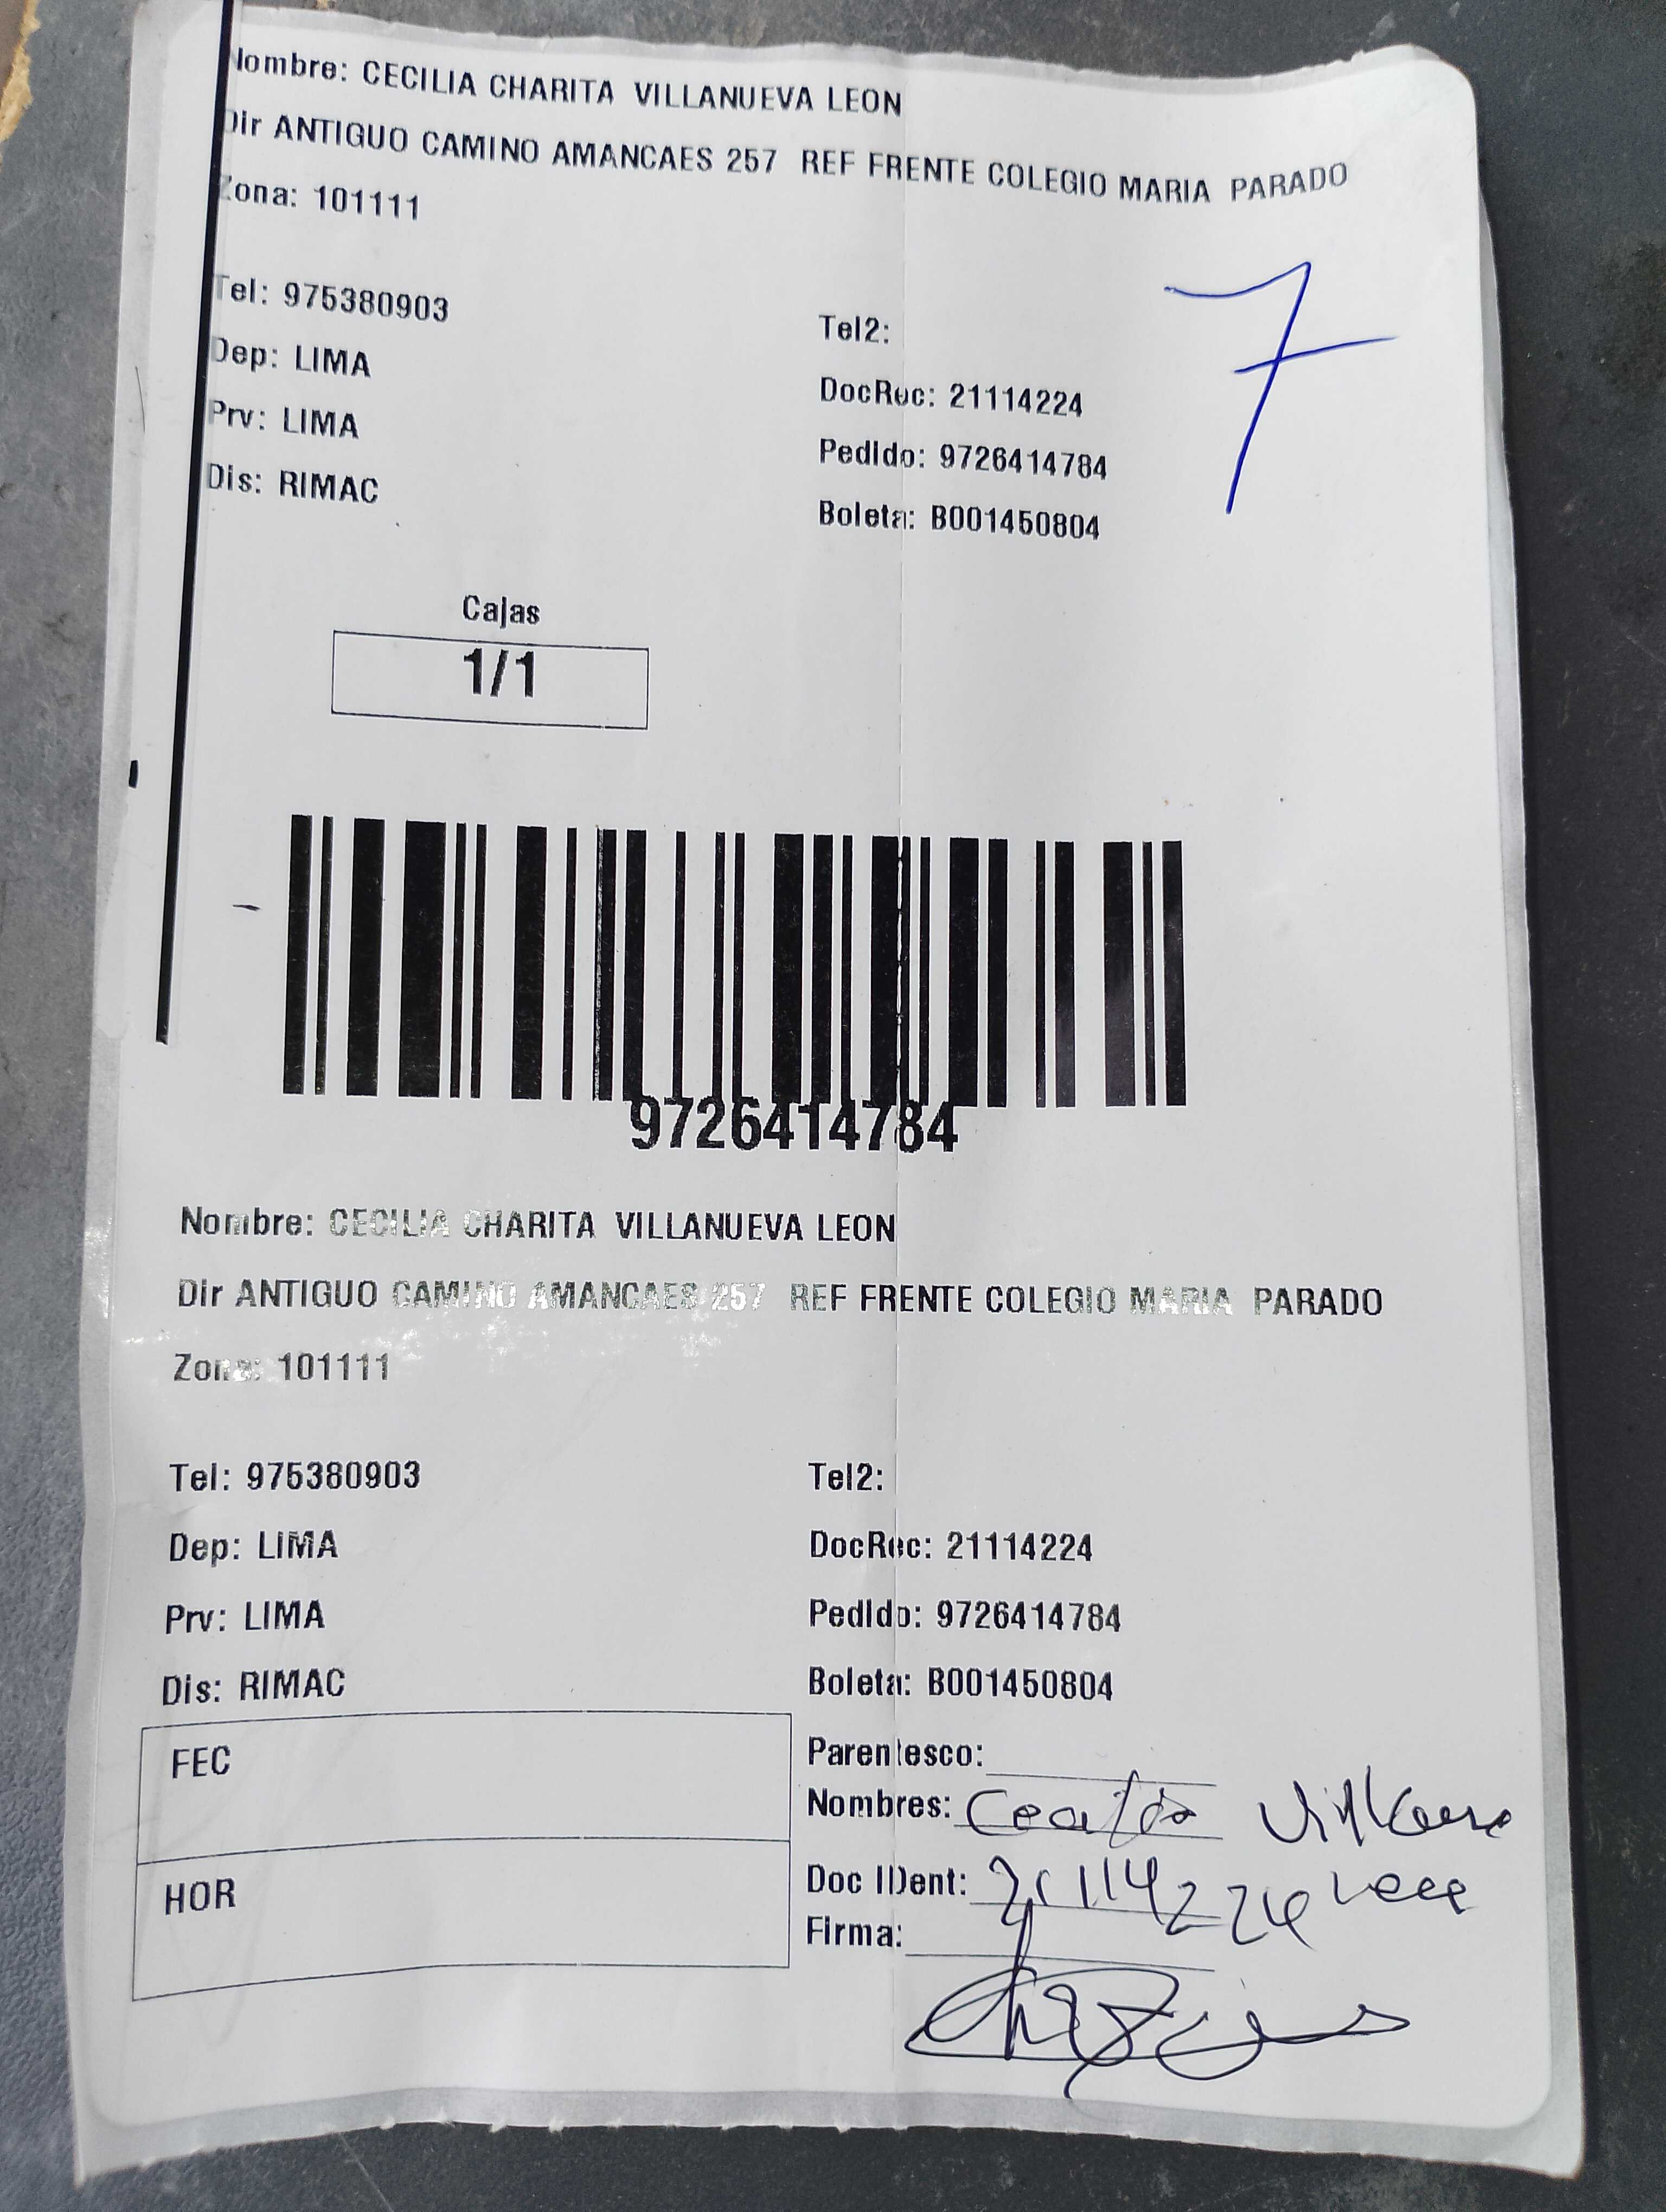 Nombre: CECILIA CHARITA VILLANUEVA LEON
Dir ANTIGUO CAMINO AMANCAES 257 REF FRENTE COLEGIO MARIA PARADO
Zona: 101111
Tel: 975380903
Tel2:
Dep: LIMA
DocRec: 21114224
Prv: LIMA
Pedido: 9726414784
Dis: RIMAC
Boleta: B001450804
7
Cajas
1/1
9726414784
Nombre: CECILIA CHARITA VILLANUEVA LEON
Dir ANTIGUO CAMINO AMANCAES 257 REF FRENTE COLEGIO MARIA PARADO
Zona: 101111
Tel: 975380903
Tel2:
Dep: LIMA
DocRec: 21114224
Prv: LIMA
Pedido: 9726414784
Dis: RIMAC
Boleta: B001450804
FEC
HOR
Parentesco:
Nombres:
Doc IDent: 21114224
Firma: